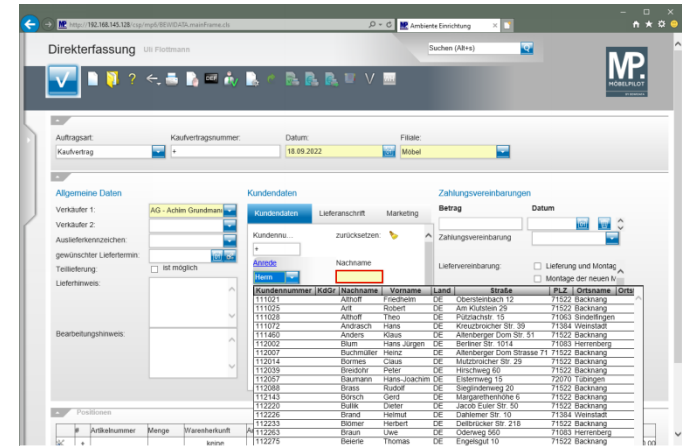 http://192.168.145.128/csp/mp6/BEWIDATA.mainFrame.cls
Ambiente Einrichtung
Direkterfassung Uli Flottmann
Suchen (Alt+s)
MP.
MÖBELPILOT
Auftragsart: Kaufvertragsnummer: Datum: Filiale:
Kaufvertrag + 18.09.2022 Möbel
Allgemeine Daten Kundendaten Zahlungsvereinbarungen
Verkäufer 1: AG - Achim Grundmann Kundendaten Lieferanschrift Marketing Betrag Datum
Verkäufer 2:
Auslieferkennzeichen: Kundennu... zurücksetzen: Zahlungsvereinbarung
gewünschter Liefertermin: +
Teillieferung: ist möglich Anrede Nachname Liefervereinbarung: Lieferung und Montag
Lieferhinweis: Herrn Montage der neuen M
Bearbeitungshinweis:
Kundennummer KdGr Nachname Vorname Land Straße PLZ Ortsname Orts
111021 Althoff Friedhelm DE Obersteinbach 12 71522 Backnang
111025 Arlt Robert DE Am Klutstein 29 71522 Backnang
111028 Althoff Theo DE Pützlachstr. 15 71063 Sindelfingen
111072 Andrasch Hans DE Kreuzbroicher Str. 39 71384 Weinstadt
111460 Anders Klaus DE Altenberger Dom Str. 51 71522 Backnang
112002 Blum Hans Jürgen DE Berliner Str. 1014 71083 Herrenberg
112007 Buchmüller Heinz DE Altenberger Dom Strasse 71 71522 Backnang
112014 Bormes Claus DE Mutzbroicher Str. 29 71522 Backnang
112039 Breidohr Peter DE Hirschweg 60 71522 Backnang
112057 Baumann Hans-Joachim DE Elsternweg 15 72070 Tübingen
112088 Brass Rudolf DE Sieglindenweg 20 71522 Backnang
112143 Börsch Gerd DE Margarethenhöhe 6 71522 Backnang
112220 Bullik Dieter DE Jacob Euler Str. 50 71522 Backnang
112226 Brand Helmut DE Dahlemer Str. 10 71384 Weinstadt
112233 Blömer Herbert DE Dellbrücker Str. 218 71522 Backnang
112263 Braun Uwe DE Oderweg 560 71083 Herrenberg
112275 Beierle Thomas DE Engelsgut 10 71522 Backnang
Positionen
# Artikelnummer Menge Warenherkunft
+ keine